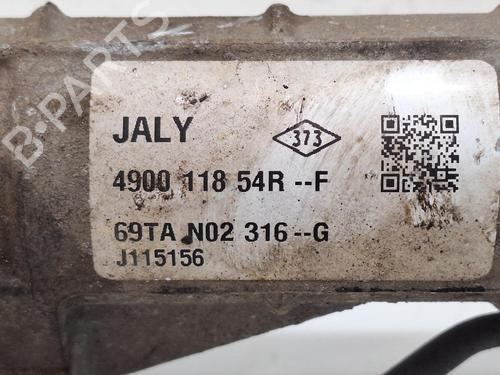 B-PARTS
JALY
373
4900 118 54R --F
69TA N02 316 --G
J115156